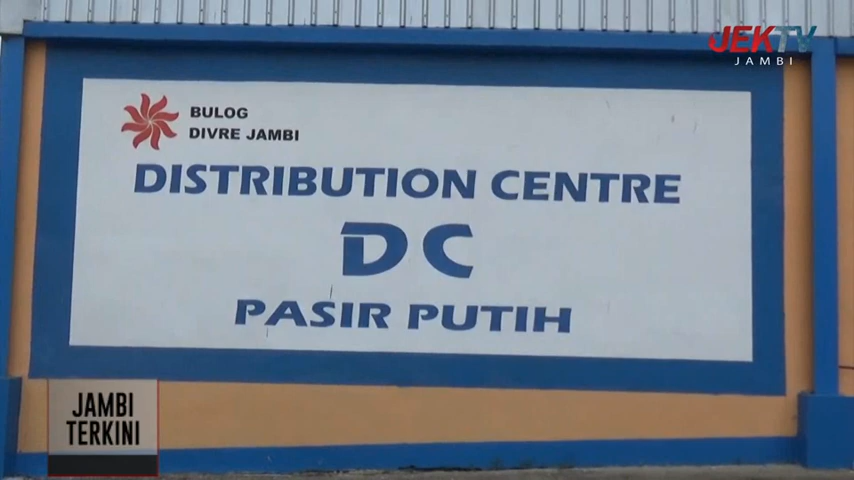 JEKTV
JAMBI
BULOG
DIVRE JAMBI
DISTRIBUTION CENTRE
DC
PASIR PUTIH
JAMBI
TERKINI